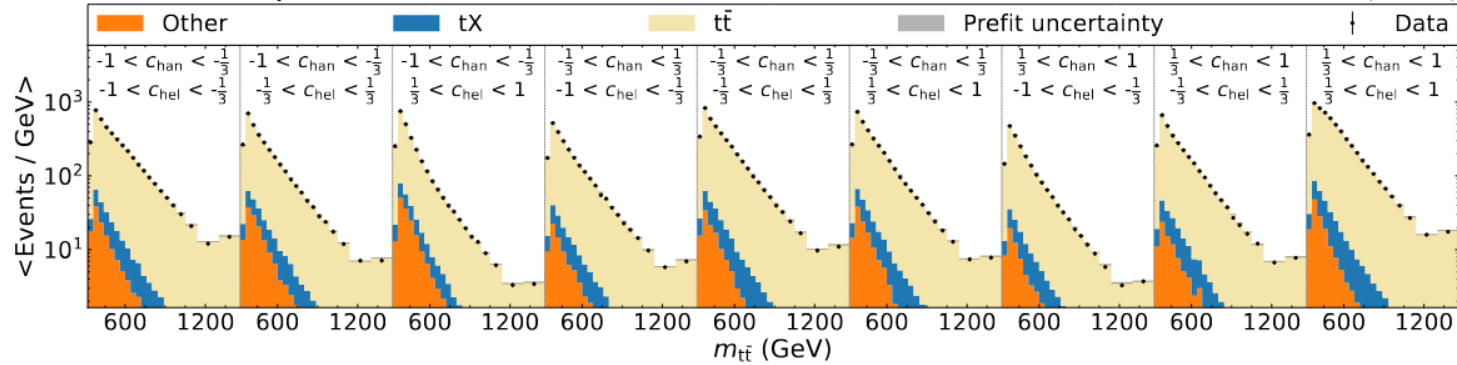 Other tX tt̄ Prefit uncertainty Data
-1 < c_han < -1/3 -1 < c_han < -1/3 -1 < c_han < -1/3 -1/3 < c_han < 1/3 -1/3 < c_han < 1/3 -1/3 < c_han < 1/3 1/3 < c_han < 1 1/3 < c_han < 1 1/3 < c_han < 1
-1 < c_hel < -1/3 -1/3 < c_hel < 1/3 1/3 < c_hel < 1 -1 < c_hel < -1/3 -1/3 < c_hel < 1/3 1/3 < c_hel < 1 -1 < c_hel < -1/3 -1/3 < c_hel < 1/3 1/3 < c_hel < 1
<Events / GeV>
10³
10²
10¹
600 1200 600 1200 600 1200 600 1200 600 1200 600 1200 600 1200 600 1200 600 1200
m_tt̄ (GeV)